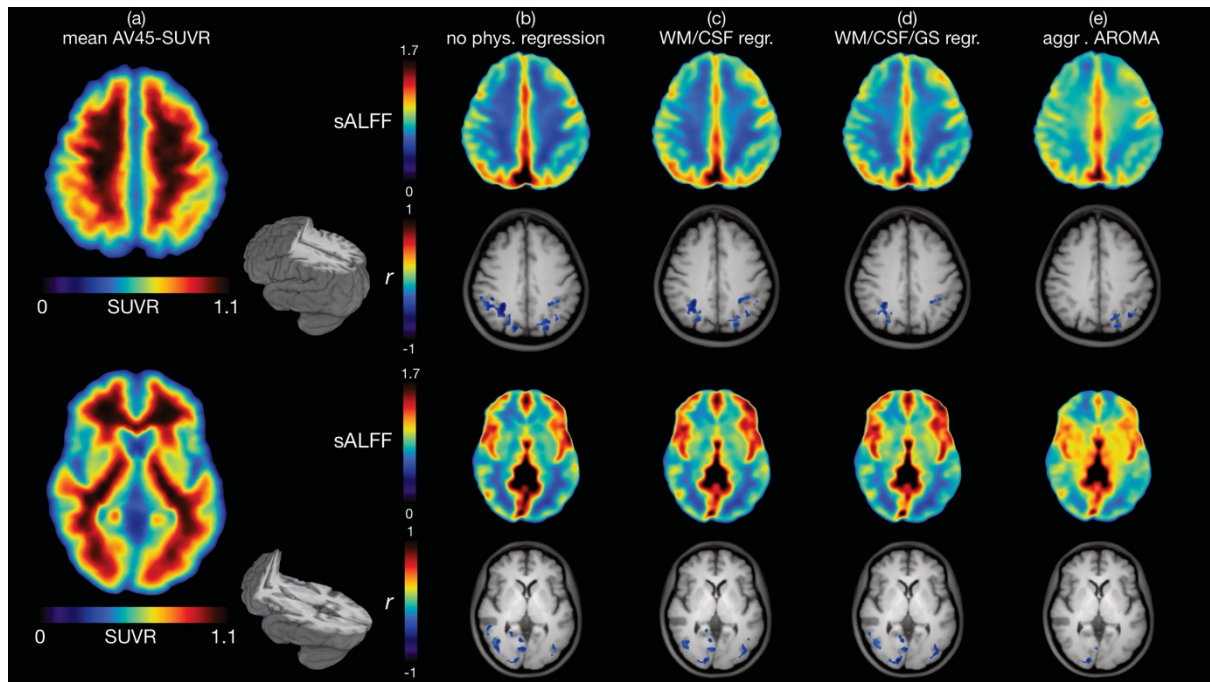 (a)
mean AV45-SUVR
(b)
no phys. regression
(c)
WM/CSF regr.
(d)
WM/CSF/GS regr.
(e)
aggr . AROMA
1.7
sALFF
0
1
r
-1
0
SUVR
1.1
1.7
sALFF
0
1
r
-1
0
SUVR
1.1